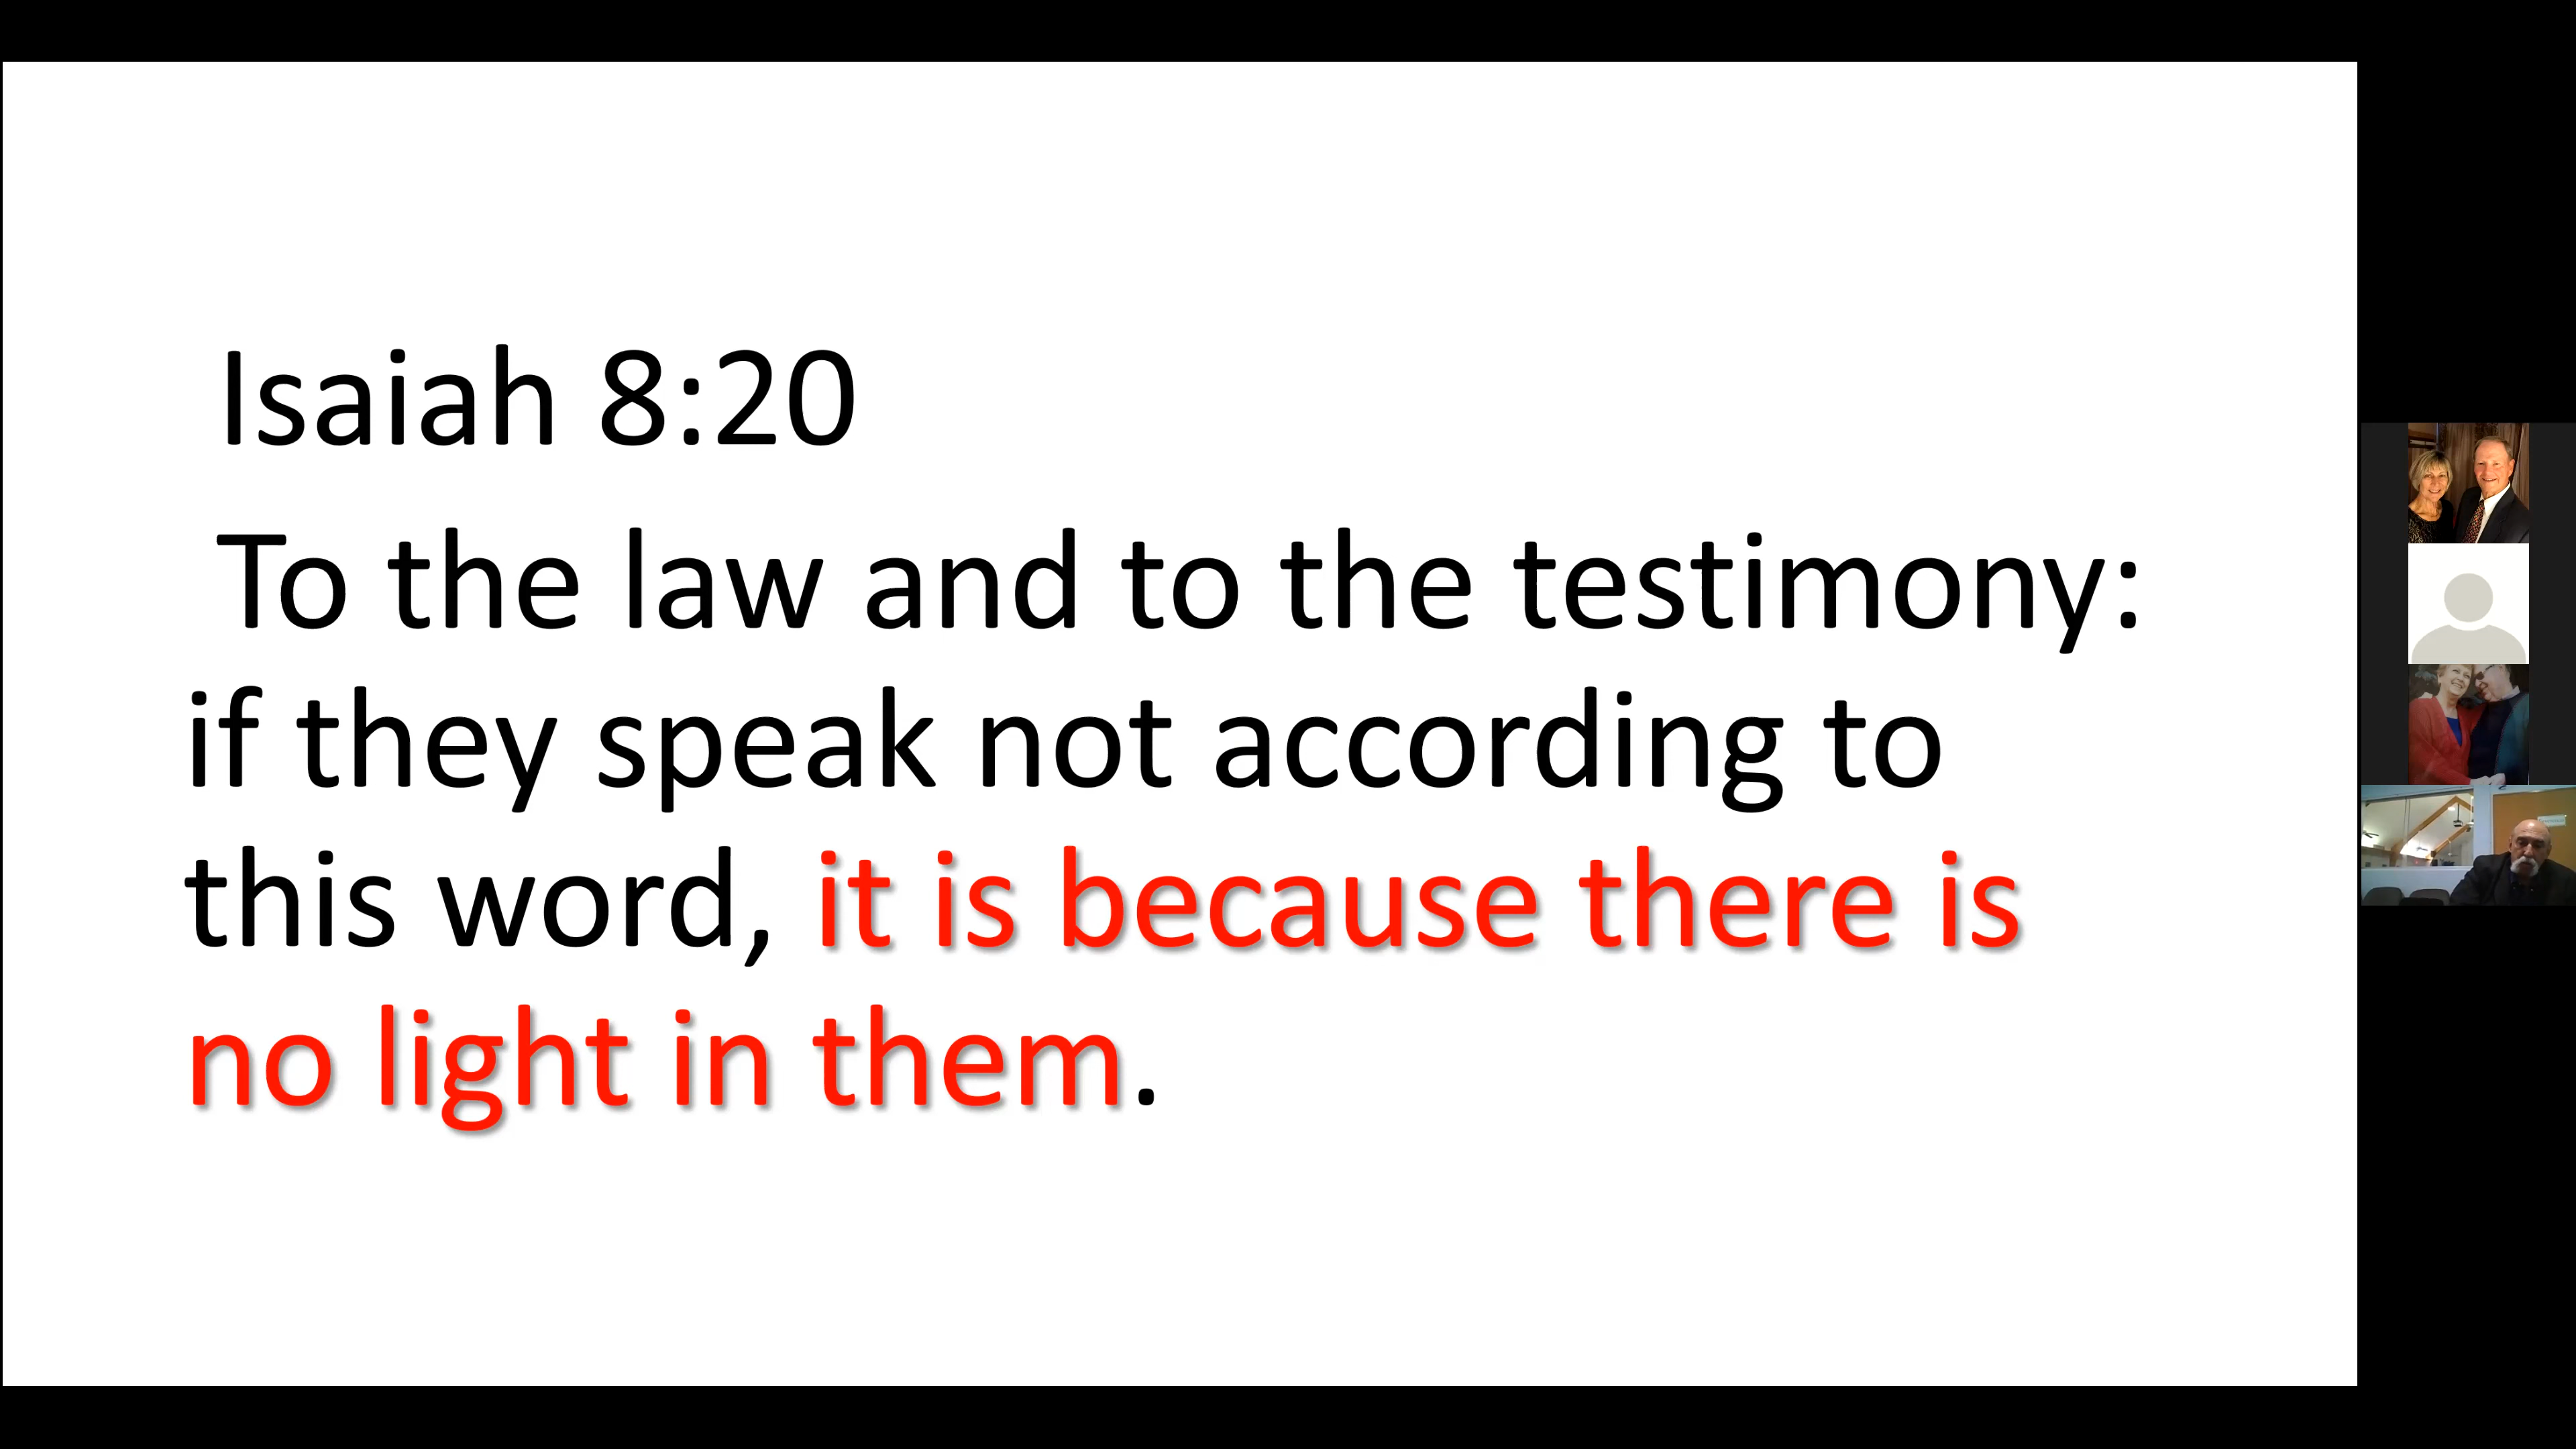 Isaiah 8:20
To the law and to the testimony:
if they speak not according to
this word, it is because there is
no light in them.